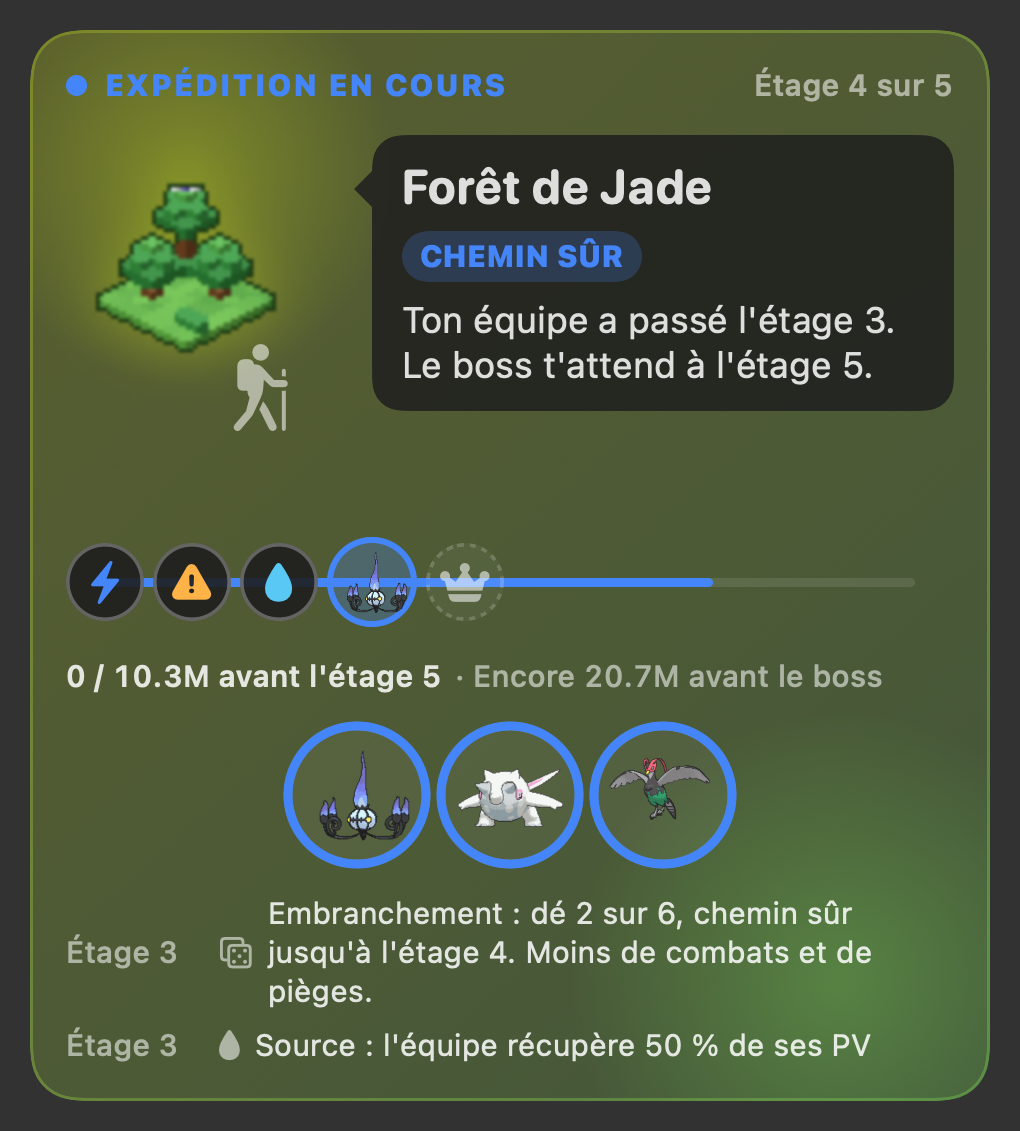 EXPÉDITION EN COURS
Étage 4 sur 5
Forêt de Jade
CHEMIN SÛR
Ton équipe a passé l'étage 3.
Le boss t'attend à l'étage 5.
0 / 10.3M avant l'étage 5 · Encore 20.7M avant le boss
Étage 3
Embranchement : dé 2 sur 6, chemin sûr
jusqu'à l'étage 4. Moins de combats et de
pièges.
Étage 3
Source : l'équipe récupère 50 % de ses PV